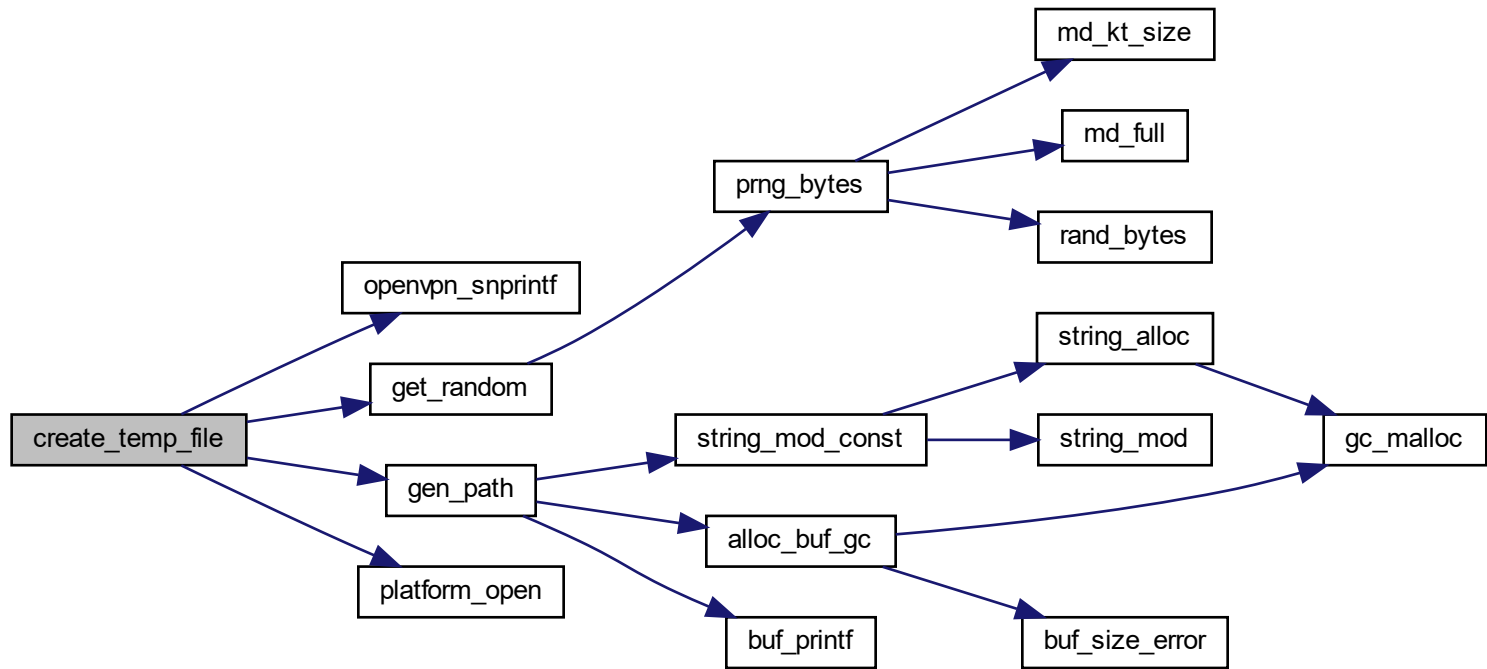 md_kt_size
md_full
prng_bytes
rand_bytes
openvpn_snprintf
string_alloc
get_random
create_temp_file
string_mod_const
string_mod
gc_malloc
gen_path
alloc_buf_gc
platform_open
buf_printf
buf_size_error